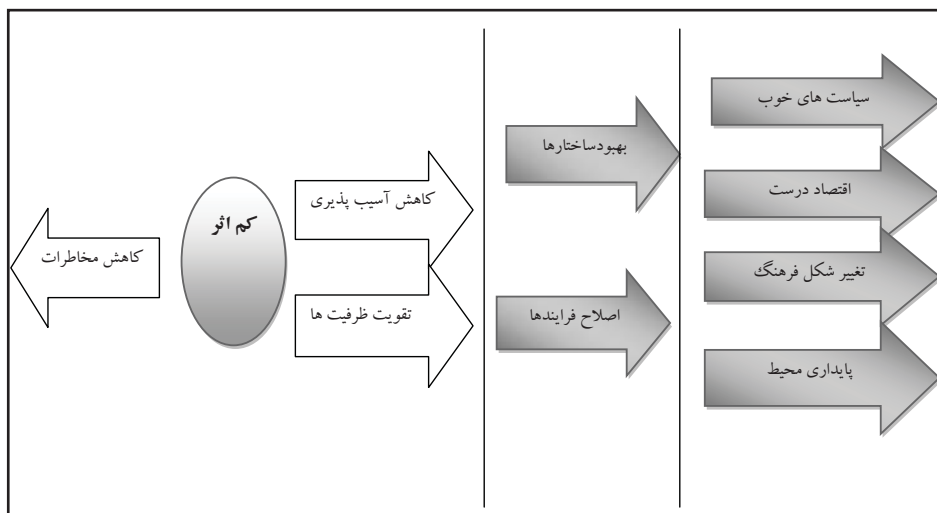 سیاست های خوب
اقتصاد درست
تغییر شکل فرهنگ
پایداری محیط
بهبودساختارها
اصلاح فرایندها
کاهش آسیب پذیری
تقویت ظرفیت ها
کم اثر
کاهش مخاطرات